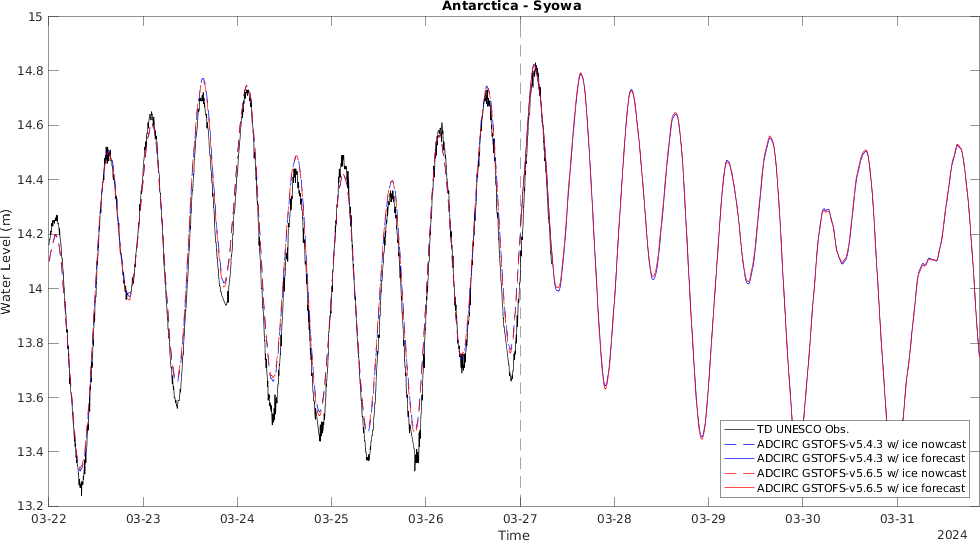 Antarctica - Syowa
Water Level (m)
15
14.8
14.6
14.4
14.2
14
13.8
13.6
13.4
13.2
03-22
03-23
03-24
03-25
03-26
03-27
03-28
03-29
03-30
03-31
Time
2024
TD UNESCO Obs.
ADCIRC GSTOFS-v5.4.3 w/ ice nowcast
ADCIRC GSTOFS-v5.4.3 w/ ice forecast
ADCIRC GSTOFS-v5.6.5 w/ ice nowcast
ADCIRC GSTOFS-v5.6.5 w/ ice forecast